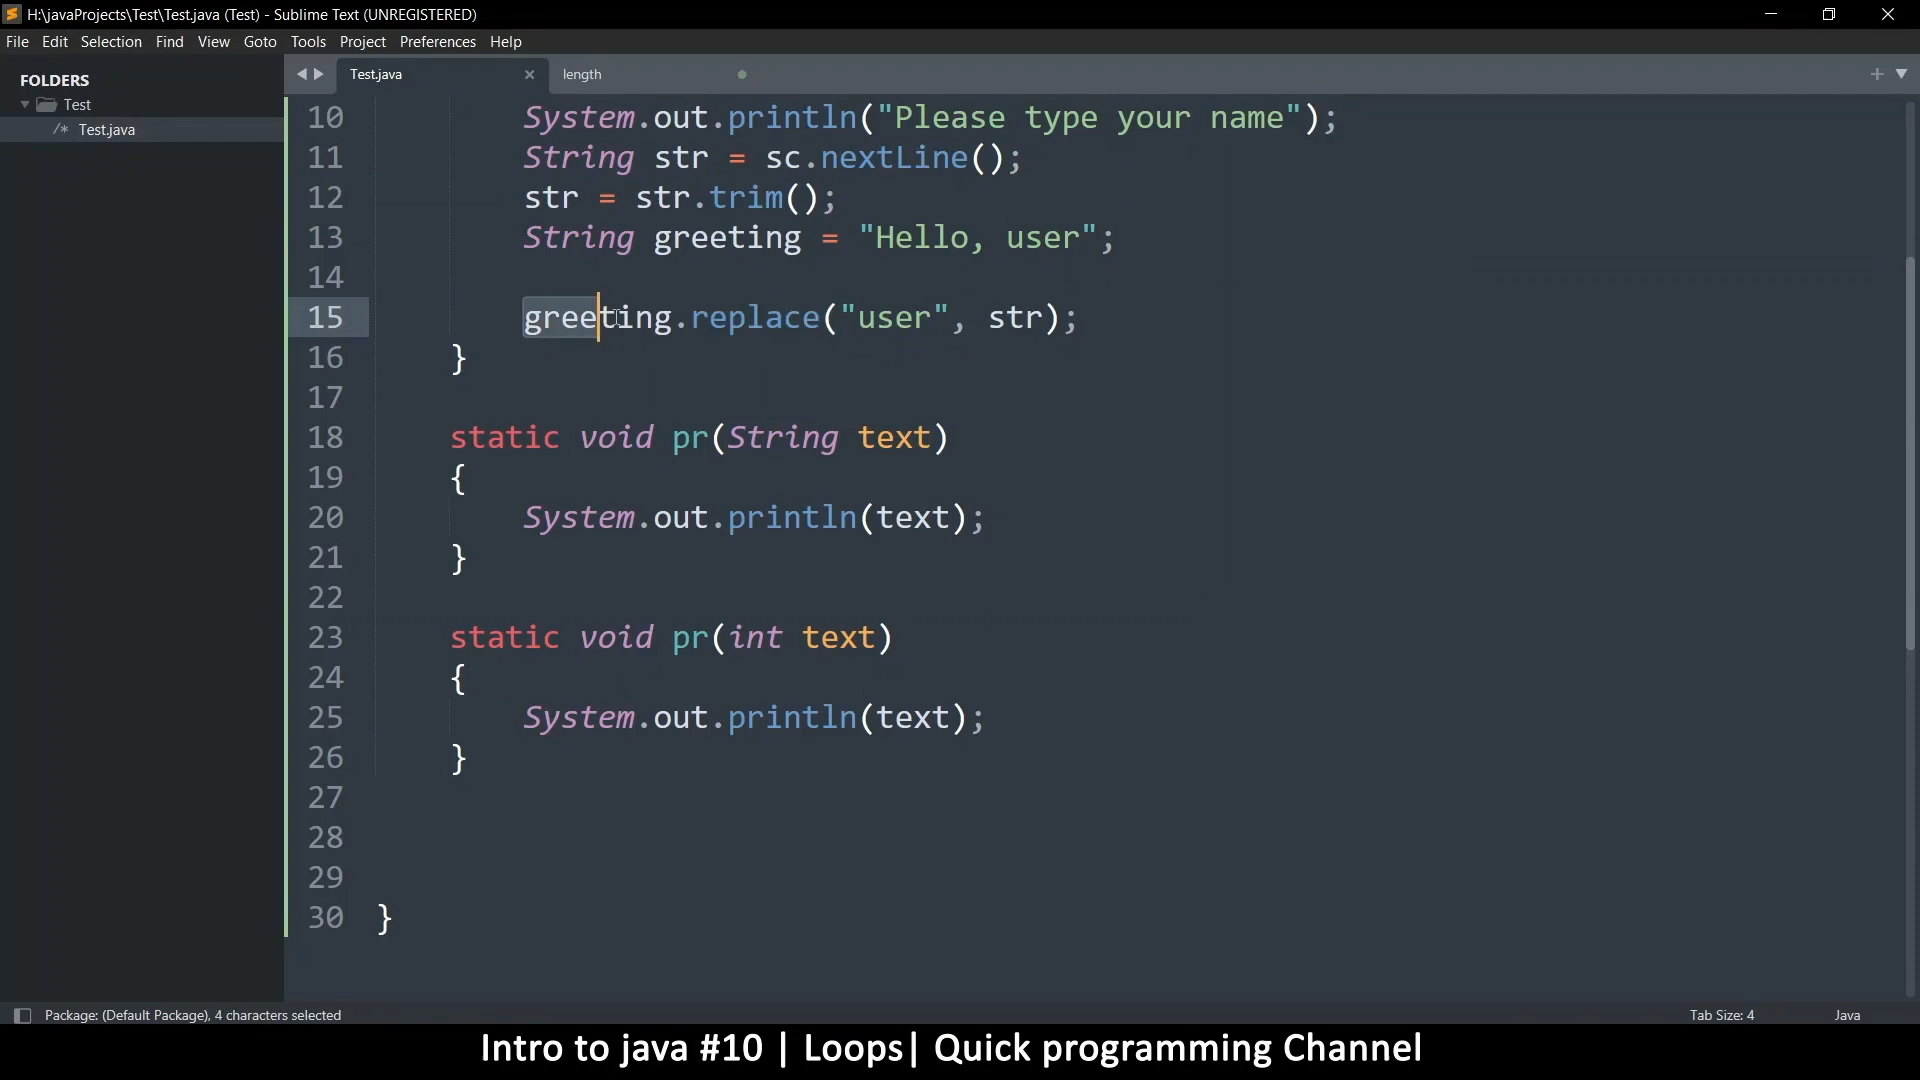 H:\javaProjects\Test\Test.java (Test) - Sublime Text (UNREGISTERED)
File Edit Selection Find View Goto Tools Project Preferences Help
FOLDERS
Test
/* Test.java
Test.java
length
10 System.out.println("Please type your name");
11 String str = sc.nextLine();
12 str = str.trim();
13 String greeting = "Hello, user";
14
15 greeting.replace("user", str);
16 }
17
18 static void pr(String text)
19 {
20 System.out.println(text);
21 }
22
23 static void pr(int text)
24 {
25 System.out.println(text);
26 }
27
28
29
30 }
Package: (Default Package), 4 characters selected
Tab Size: 4
Java
Intro to java #10 | Loops| Quick programming Channel